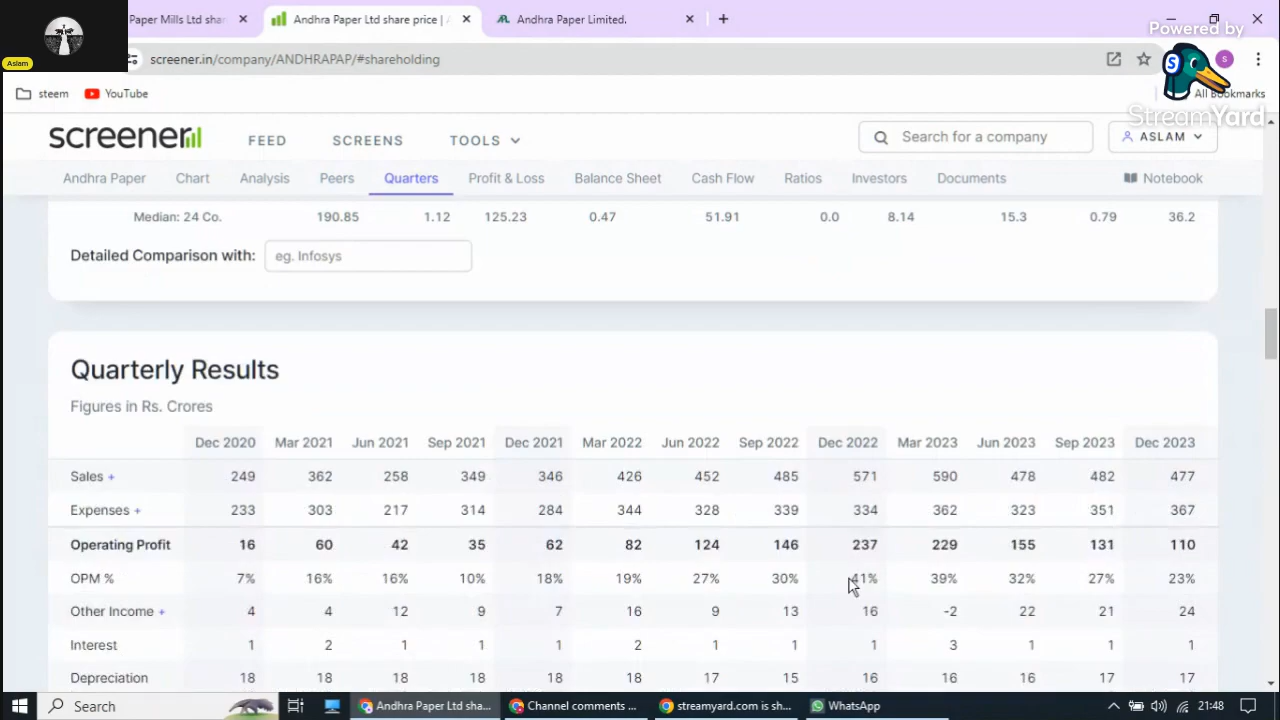 Paper Mills Ltd shar
Andhra Paper Ltd share price |
Andhra Paper Limited.
Powered by
Aslam
screener.in/company/ANDHRAPAP/#shareholding
S
S
steem
YouTube
All Bookmarks
StreamYard
screener
FEED
SCREENS
TOOLS
Search for a company
ASLAM
Andhra Paper
Chart
Analysis
Peers
Quarters
Profit & Loss
Balance Sheet
Cash Flow
Ratios
Investors
Documents
Notebook
Median: 24 Co. 190.85 1.12 125.23 0.47 51.91 0.0 8.14 15.3 0.79 36.2
Detailed Comparison with: eg. Infosys
Quarterly Results
Figures in Rs. Crores
Dec 2020 Mar 2021 Jun 2021 Sep 2021 Dec 2021 Mar 2022 Jun 2022 Sep 2022 Dec 2022 Mar 2023 Jun 2023 Sep 2023 Dec 2023
Sales + 249 362 258 349 346 426 452 485 571 590 478 482 477
Expenses + 233 303 217 314 284 344 328 339 334 362 323 351 367
Operating Profit 16 60 42 35 62 82 124 146 237 229 155 131 110
OPM % 7% 16% 16% 10% 18% 19% 27% 30% 41% 39% 32% 27% 23%
Other Income + 4 4 12 9 7 16 9 13 16 -2 22 21 24
Interest 1 2 1 1 1 2 1 1 1 3 1 1 1
Depreciation 18 18 18 18 18 18 17 15 16 16 16 17 17
Search
Andhra Paper Ltd sha...
Channel comments ...
streamyard.com is sh...
WhatsApp
21:48